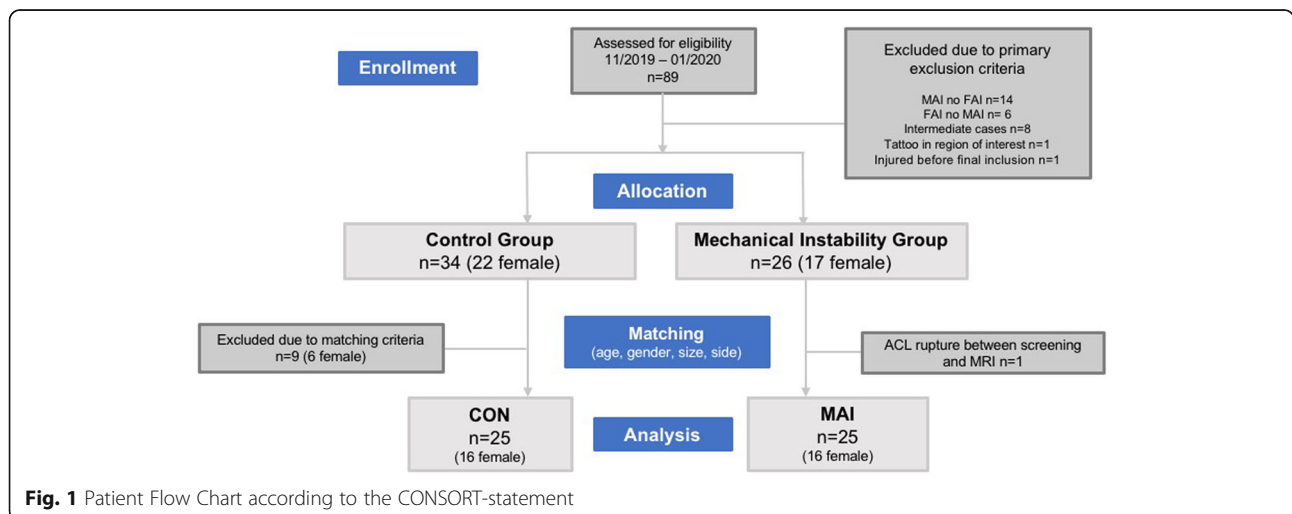 Enrollment
Assessed for eligibility
11/2019 – 01/2020
n=89
Excluded due to primary
exclusion criteria
MAI no FAI n=14
FAI no MAI n= 6
Intermediate cases n=8
Tattoo in region of interest n=1
Injured before final inclusion n=1
Allocation
Control Group
n=34 (22 female)
Mechanical Instability Group
n=26 (17 female)
Excluded due to matching criteria
n=9 (6 female)
Matching
(age, gender, size, side)
ACL rupture between screening
and MRI n=1
CON
n=25
(16 female)
Analysis
MAI
n=25
(16 female)
Fig. 1 Patient Flow Chart according to the CONSORT-statement